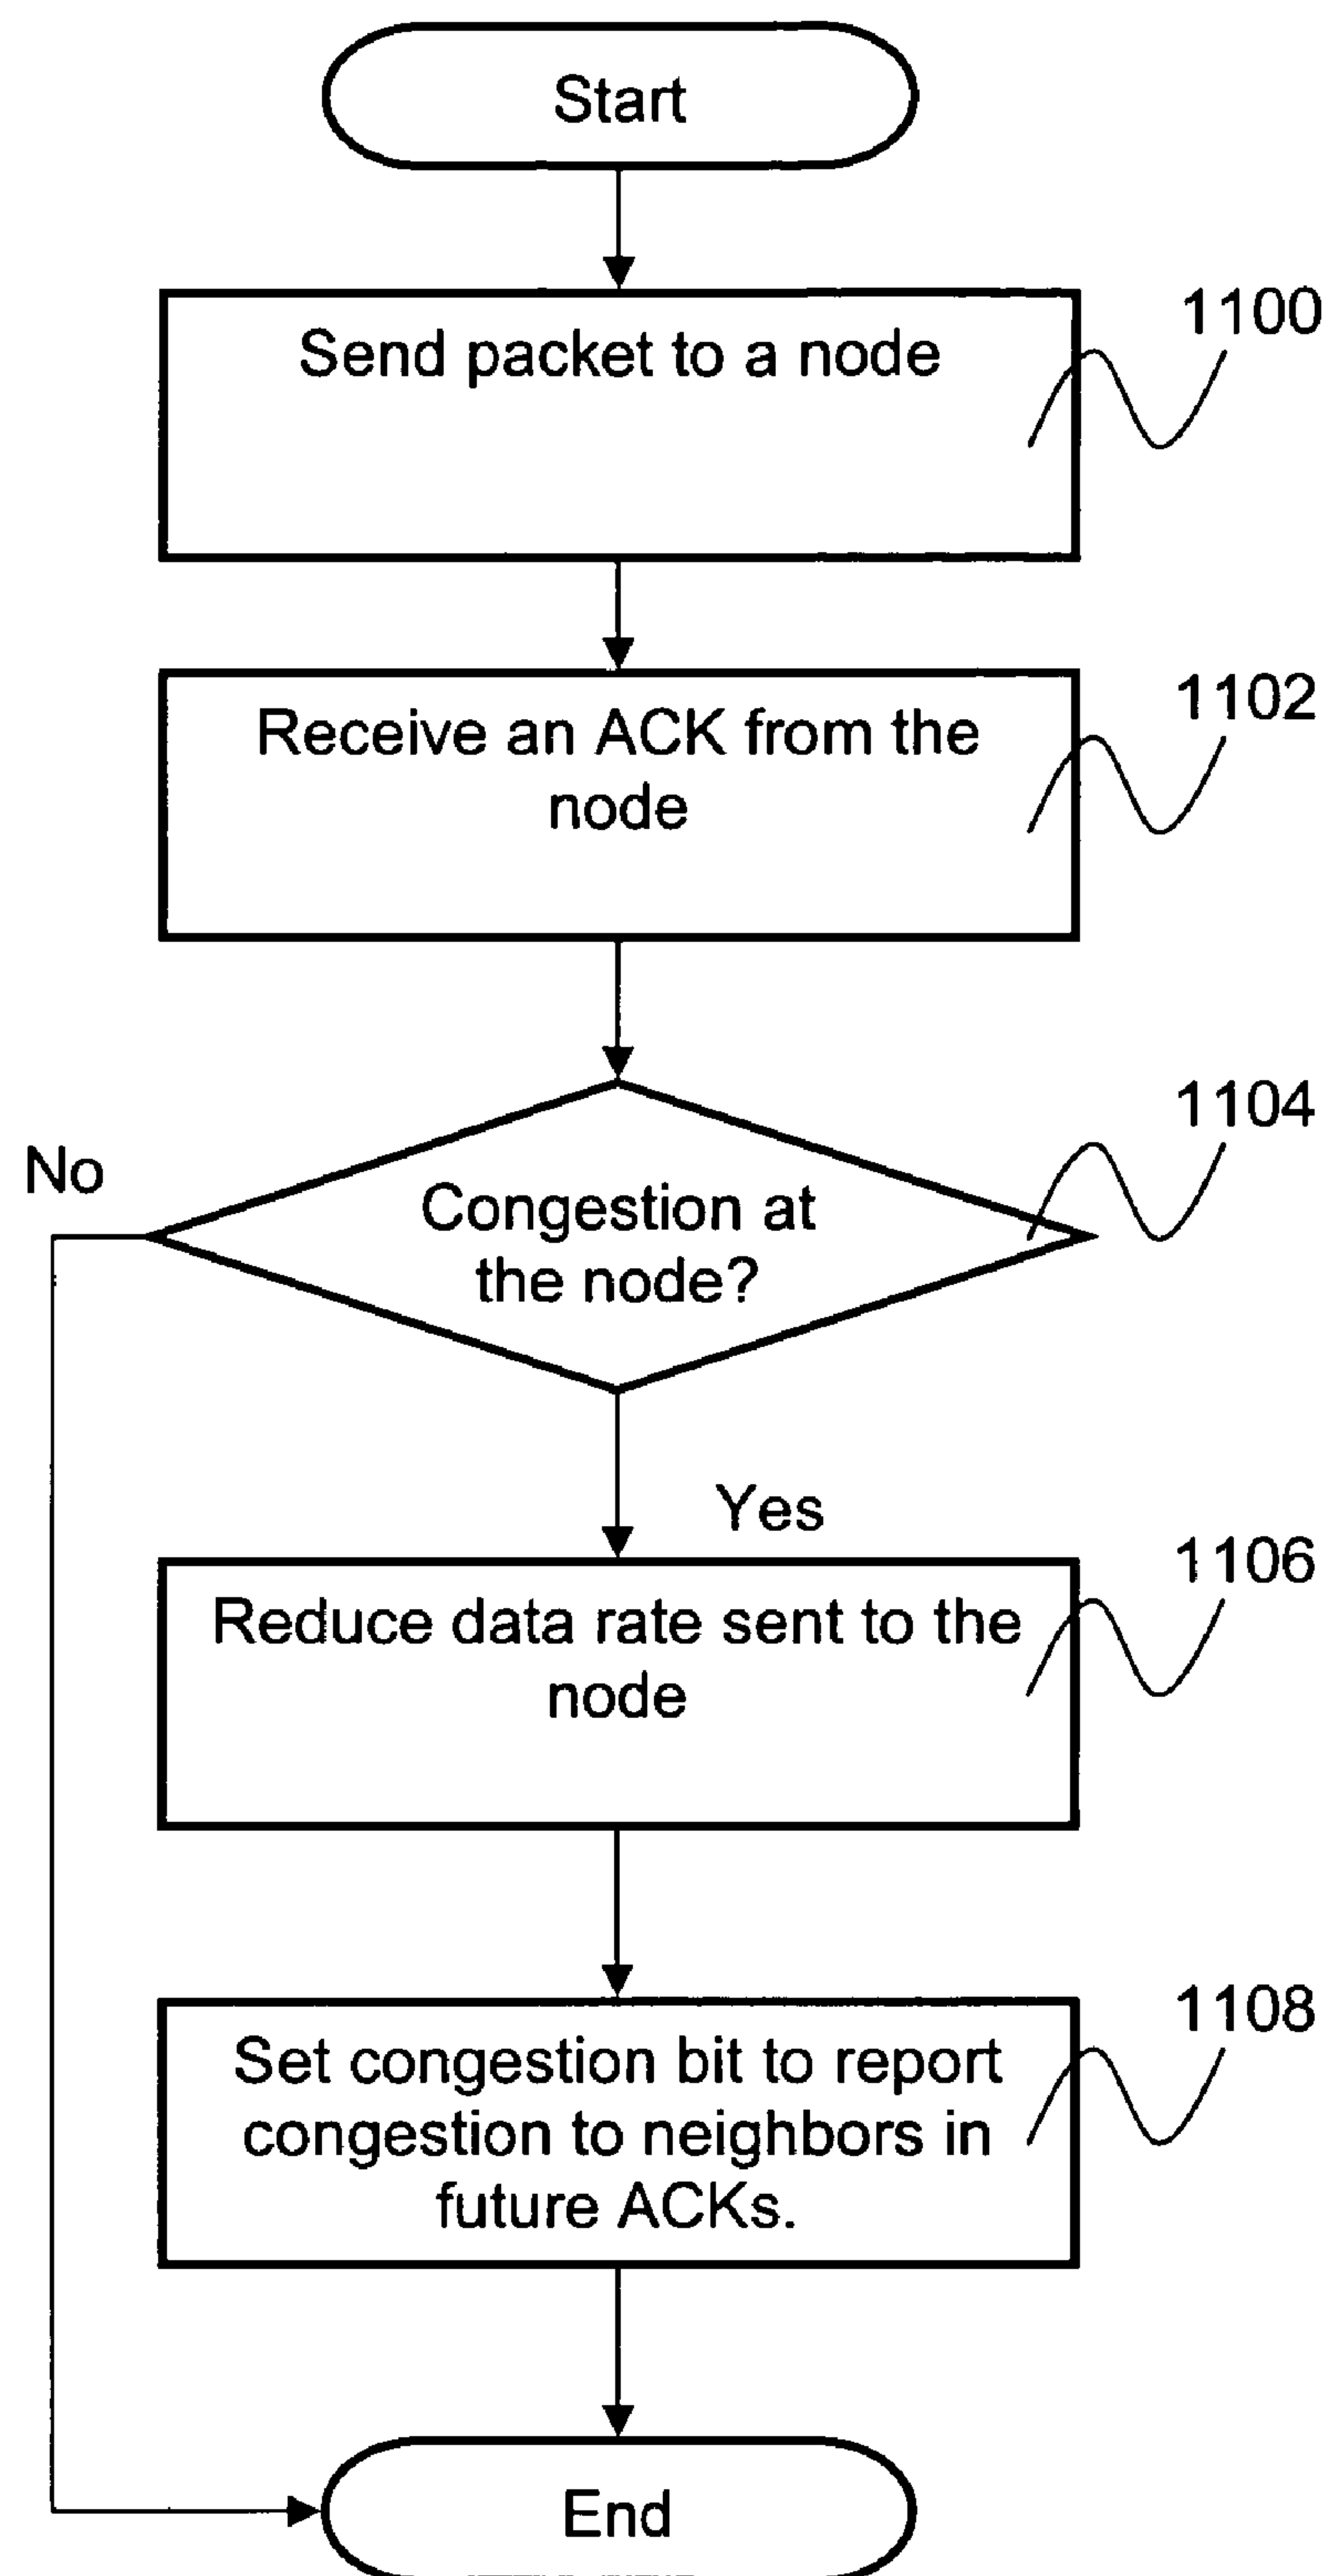 Start
Send packet to a node
1100
Receive an ACK from the
node
1102
Congestion at
the node?
1104
No
Yes
Reduce data rate sent to the
node
1106
Set congestion bit to report
congestion to neighbors in
future ACKs.
1108
End